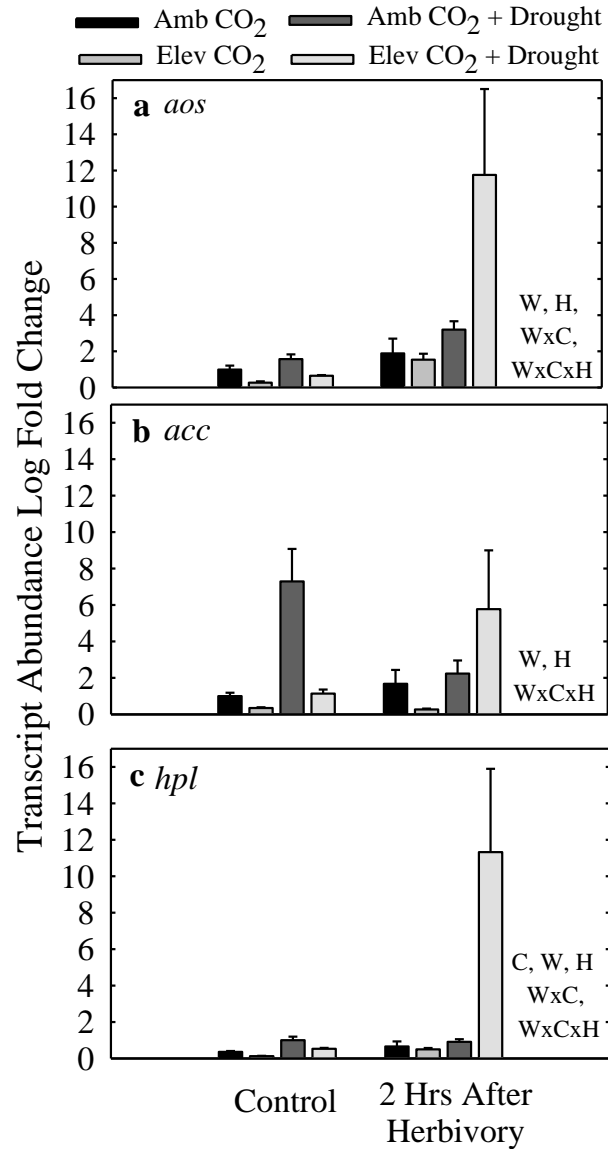 Amb CO2 Amb CO2 + Drought
Elev CO2 Elev CO2 + Drought
Transcript Abundance Log Fold Change
a aos
16
14
12
10
8
6
4
2
0
W, H,
WxC,
WxCxH
b acc
16
14
12
10
8
6
4
2
0
W, H
WxCxH
c hpl
16
14
12
10
8
6
4
2
0
C, W, H
WxC,
WxCxH
Control
2 Hrs After
Herbivory